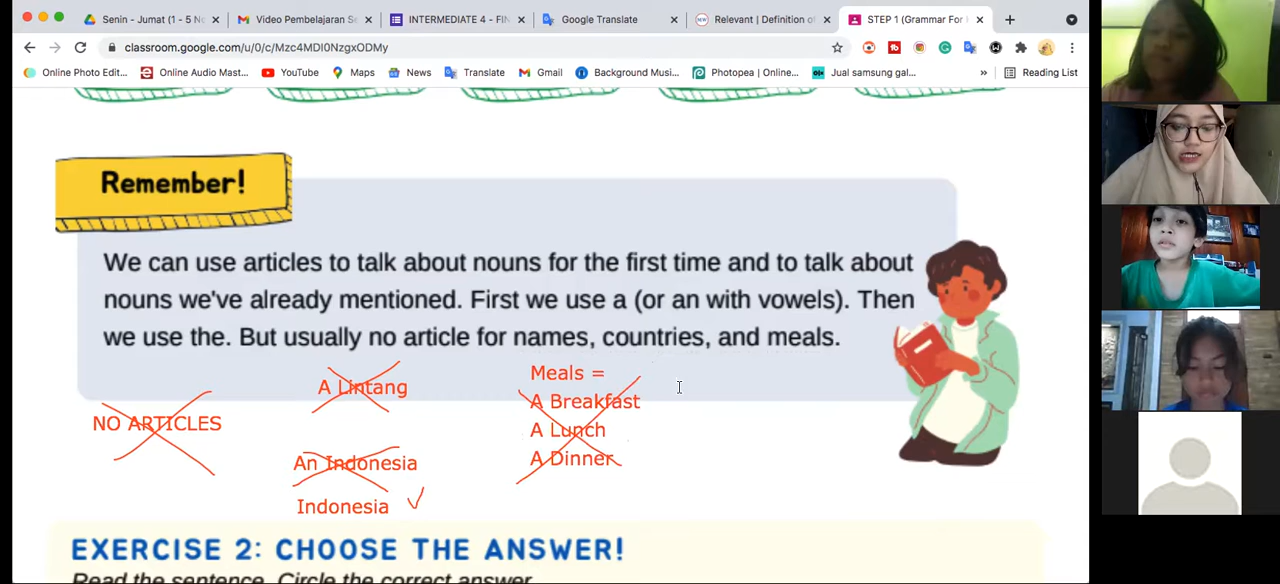 Senin - Jumat (1 - 5 No
Video Pembelajaran Se
INTERMEDIATE 4 - FIN
Google Translate
Relevant | Definition of
STEP 1 (Grammar For
classroom.google.com/u/0/c/Mzc4MDI0NzgxODMy
Online Photo Edit...
Online Audio Mast...
YouTube
Maps
News
Translate
Gmail
Background Musi...
Photopea | Online...
Jual samsung gal...
Reading List
Remember!
We can use articles to talk about nouns for the first time and to talk about
nouns we've already mentioned. First we use a (or an with vowels). Then
we use the. But usually no article for names, countries, and meals.
Meals =
A Lintang
A Breakfast
NO ARTICLES
A Lunch
An Indonesia
A Dinner
Indonesia
EXERCISE 2: CHOOSE THE ANSWER!
Read the sentence. Circle the correct answer